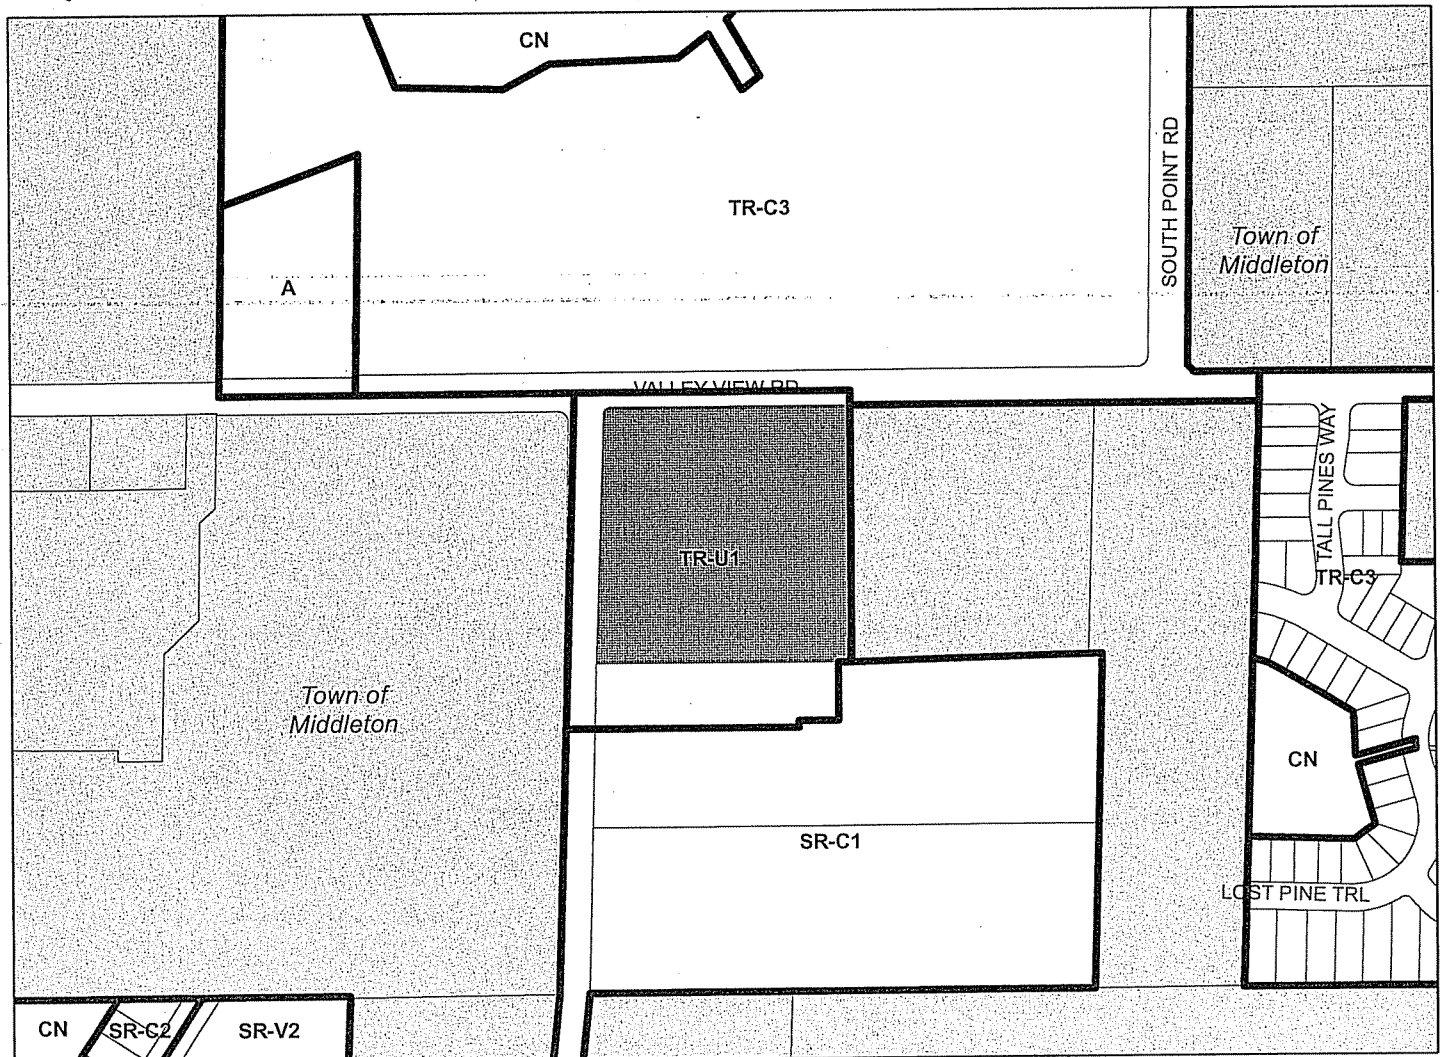 CN
TR-C3
SOUTH POINT RD
Town of
Middleton
A
VALLEY VIEW RD
TALL PINES WAY
TR-U1
TR-C3
Town of
Middleton
CN
SR-C1
LOST PINE TRL
CN
SR-C2
SR-V2